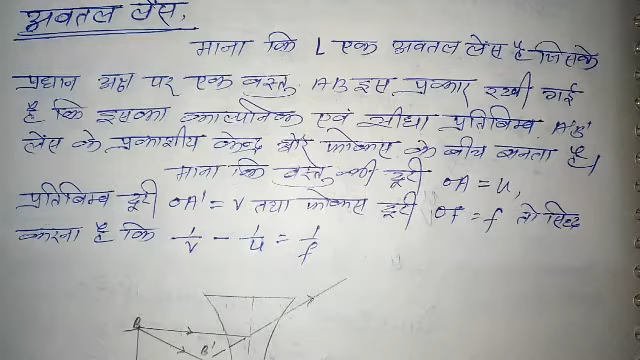 अवतल लेंस,
माना कि L एक अवतल लेंस है जिसके
प्रधान अक्ष पर एक वस्तु AB इस प्रकार रखी गई
है कि इसका काल्पनिक एवं सीधा प्रतिबिम्ब A'B'
लेंस के प्रकाशीय केन्द्र और फोकस के बीच बनता है।
माना कि वस्तु की दूरी OA = u,
प्रतिबिम्ब दूरी OA' = v तथा फोकस दूरी OF = f तो सिद्ध
करना है कि 1/v - 1/u = 1/f
B
B'